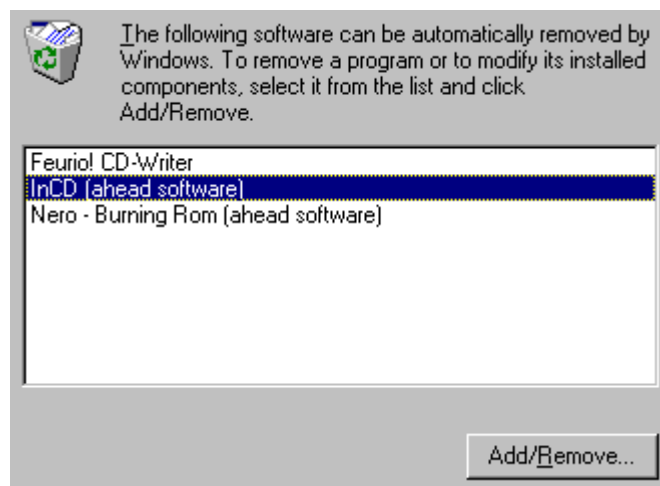 The following software can be automatically removed by
Windows. To remove a program or to modify its installed
components, select it from the list and click
Add/Remove.
Feurio! CD-Writer
InCD (ahead software)
Nero - Burning Rom (ahead software)
Add/Remove...